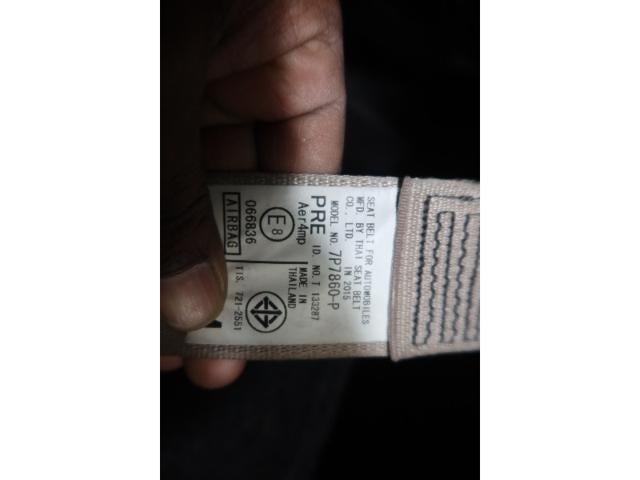 SEAT BELT FOR AUTOMOBILES
MFD. BY THAI SEAT BELT
CO., LTD. IN 2015
MODEL NO. 7P7860-P
PRE ID. NO. T 133287
Aer4mp
MADE IN
THAILAND
E8
066836
AIRBAG
TIS. 721-2551